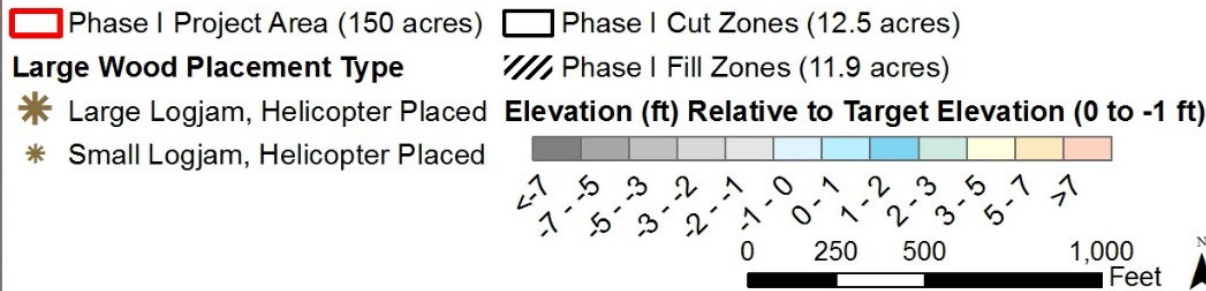 Phase I Project Area (150 acres)
Phase I Cut Zones (12.5 acres)
Large Wood Placement Type
Phase I Fill Zones (11.9 acres)
Large Logjam, Helicopter Placed
Elevation (ft) Relative to Target Elevation (0 to -1 ft)
Small Logjam, Helicopter Placed
<-7
-7 - -5
-5 - -3
-3 - -2
-2 - -1
-1 - 0
0 - 1
1 - 2
2 - 3
3 - 5
5 - 7
>7
0 250 500 1,000
Feet
N